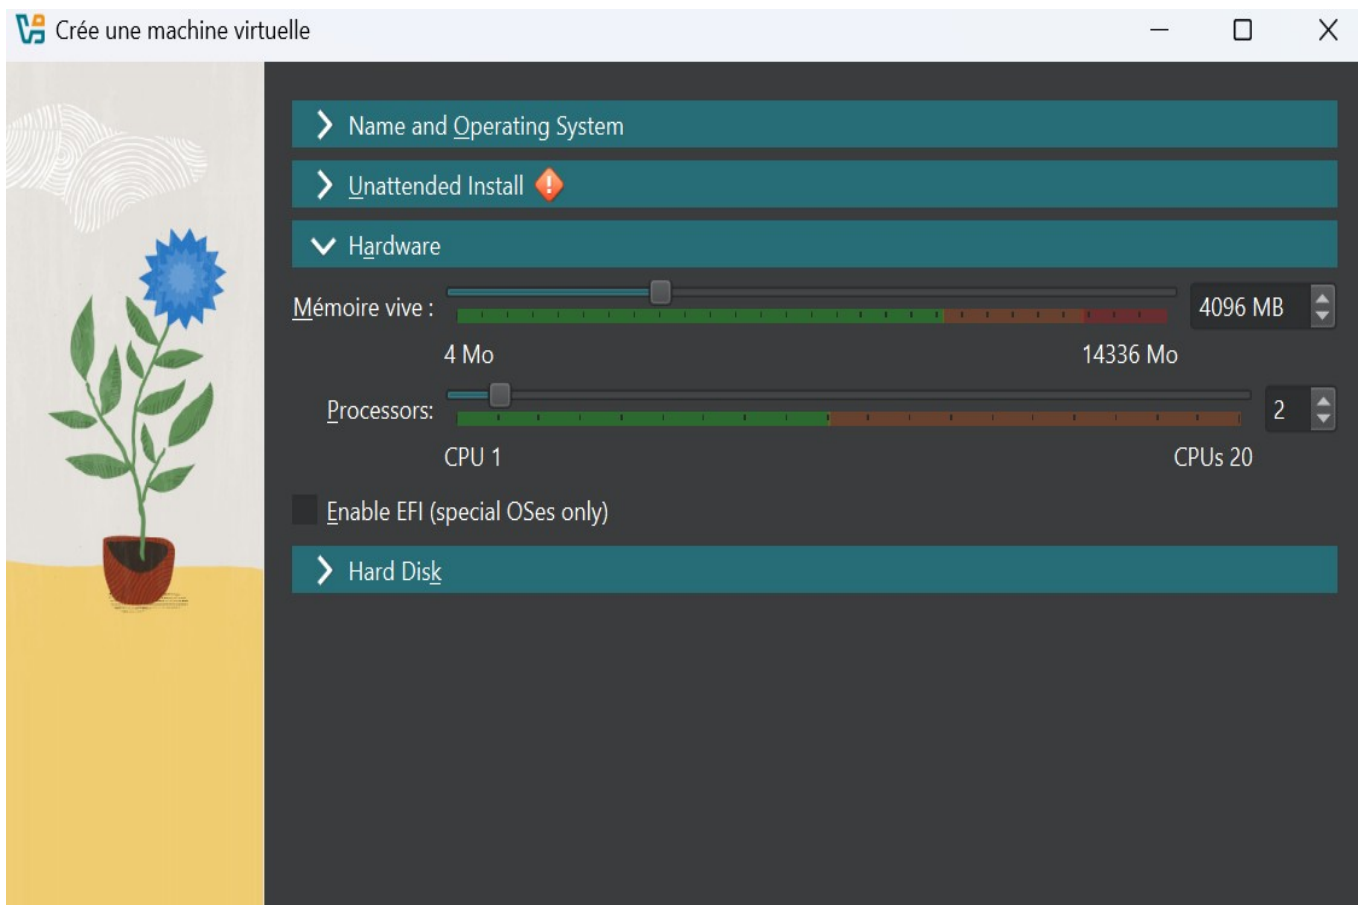 Crée une machine virtuelle
Name and Operating System
Unattended Install
Hardware
Mémoire vive : 4096 MB
4 Mo 14336 Mo
Processors: 2
CPU 1 CPUs 20
Enable EFI (special OSes only)
Hard Disk